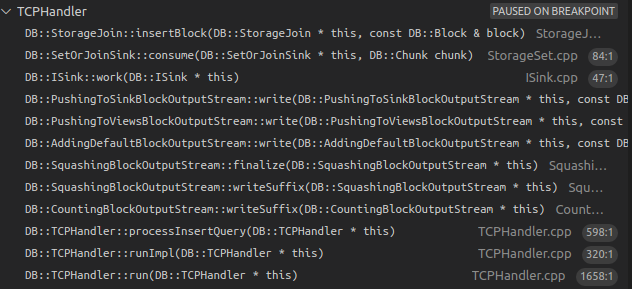 TCPHandler PAUSED ON BREAKPOINT
DB::StorageJoin::insertBlock(DB::StorageJoin * this, const DB::Block & block) StorageJ...
DB::SetOrJoinSink::consume(DB::SetOrJoinSink * this, DB::Chunk chunk) StorageSet.cpp 84:1
DB::ISink::work(DB::ISink * this) ISink.cpp 47:1
DB::PushingToSinkBlockOutputStream::write(DB::PushingToSinkBlockOutputStream * this, const DB
DB::PushingToViewsBlockOutputStream::write(DB::PushingToViewsBlockOutputStream * this, const
DB::AddingDefaultBlockOutputStream::write(DB::AddingDefaultBlockOutputStream * this, const DB
DB::SquashingBlockOutputStream::finalize(DB::SquashingBlockOutputStream * this) Squashi...
DB::SquashingBlockOutputStream::writeSuffix(DB::SquashingBlockOutputStream * this) Squ...
DB::CountingBlockOutputStream::writeSuffix(DB::CountingBlockOutputStream * this) Count...
DB::TCPHandler::processInsertQuery(DB::TCPHandler * this) TCPHandler.cpp 598:1
DB::TCPHandler::runImpl(DB::TCPHandler * this) TCPHandler.cpp 320:1
DB::TCPHandler::run(DB::TCPHandler * this) TCPHandler.cpp 1658:1